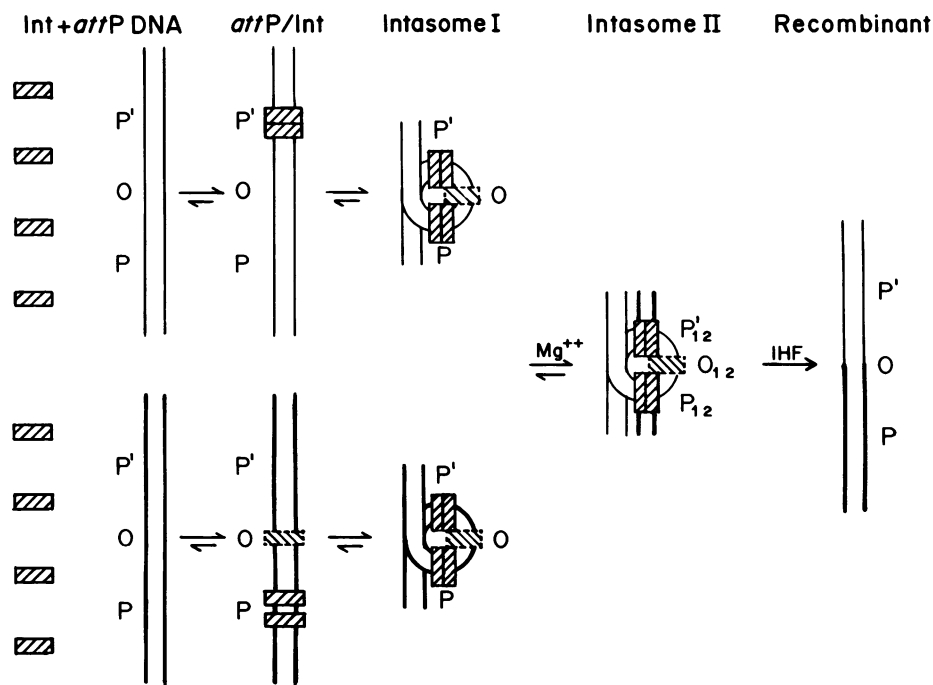 Int + attP DNA attP/Int Intasome I Intasome II Recombinant
P' P' P'
O O O
P P P
P'
Mg++ P'12
O12 IHF O
P12
P
P' P' P'
O O O
P P P